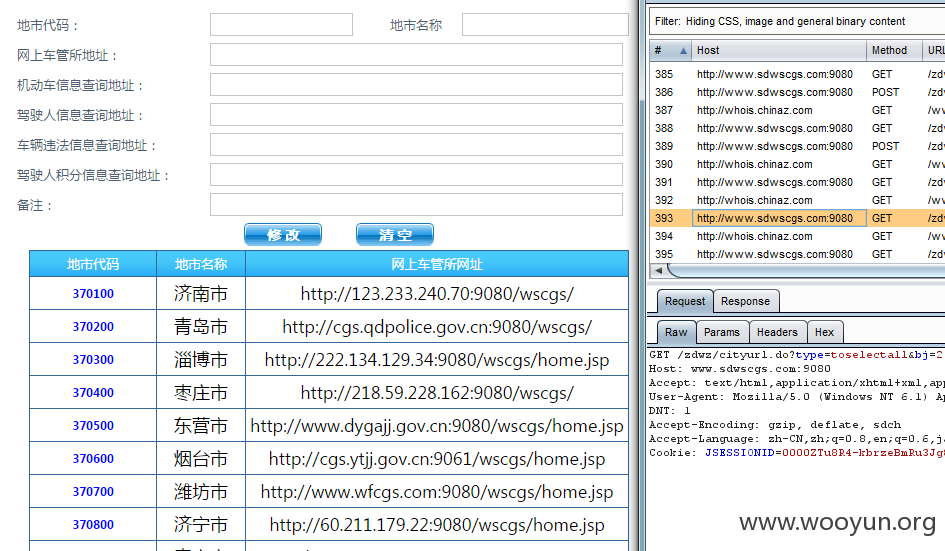 地市代码：
地市名称
网上车管所地址：
机动车信息查询地址：
驾驶人信息查询地址：
车辆违法信息查询地址：
驾驶人积分信息查询地址：
备注：
修改 清空
地市代码 地市名称 网上车管所网址
370100 济南市 http://123.233.240.70:9080/wscgs/
370200 青岛市 http://cgs.qdpolice.gov.cn:9080/wscgs/
370300 淄博市 http://222.134.129.34:9080/wscgs/home.jsp
370400 枣庄市 http://218.59.228.162:9080/wscgs/
370500 东营市 http://www.dygajj.gov.cn:9080/wscgs/home.jsp
370600 烟台市 http://cgs.ytjj.gov.cn:9061/wscgs/home.jsp
370700 潍坊市 http://www.wfcgs.com:9080/wscgs/home.jsp
370800 济宁市 http://60.211.179.22:9080/wscgs/home.jsp
Filter: Hiding CSS, image and general binary content
# Host Method URL
385 http://www.sdwscgs.com:9080 GET /zdv
386 http://www.sdwscgs.com:9080 POST /zdv
387 http://whois.chinaz.com GET /wv
388 http://www.sdwscgs.com:9080 GET /zdv
389 http://www.sdwscgs.com:9080 POST /zdv
390 http://whois.chinaz.com GET /wv
391 http://www.sdwscgs.com:9080 GET /zdv
392 http://whois.chinaz.com GET /wv
393 http://www.sdwscgs.com:9080 GET /zdv
394 http://whois.chinaz.com GET /wv
395 http://www.sdwscgs.com:9080 GET /zdv
Request Response
Raw Params Headers Hex
GET /zdwz/cityurl.do?type=toselectall&bj=2
Host: www.sdwscgs.com:9080
Accept: text/html,application/xhtml+xml,app
User-Agent: Mozilla/5.0 (Windows NT 6.1) Ap
DNT: 1
Accept-Encoding: gzip, deflate, sdch
Accept-Language: zh-CN,zh;q=0.8,en;q=0.6,j
Cookie: JSESSIONID=0000ZTu8R4-kbrzeBmRu3Jg
www.wooyun.org